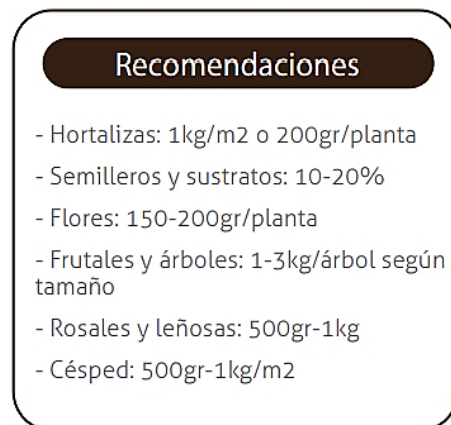 Recomendaciones
- Hortalizas: 1kg/m2 o 200gr/planta
- Semilleros y sustratos: 10-20%
- Flores: 150-200gr/planta
- Frutales y árboles: 1-3kg/árbol según
tamaño
- Rosales y leñosas: 500gr-1kg
- Césped: 500gr-1kg/m2